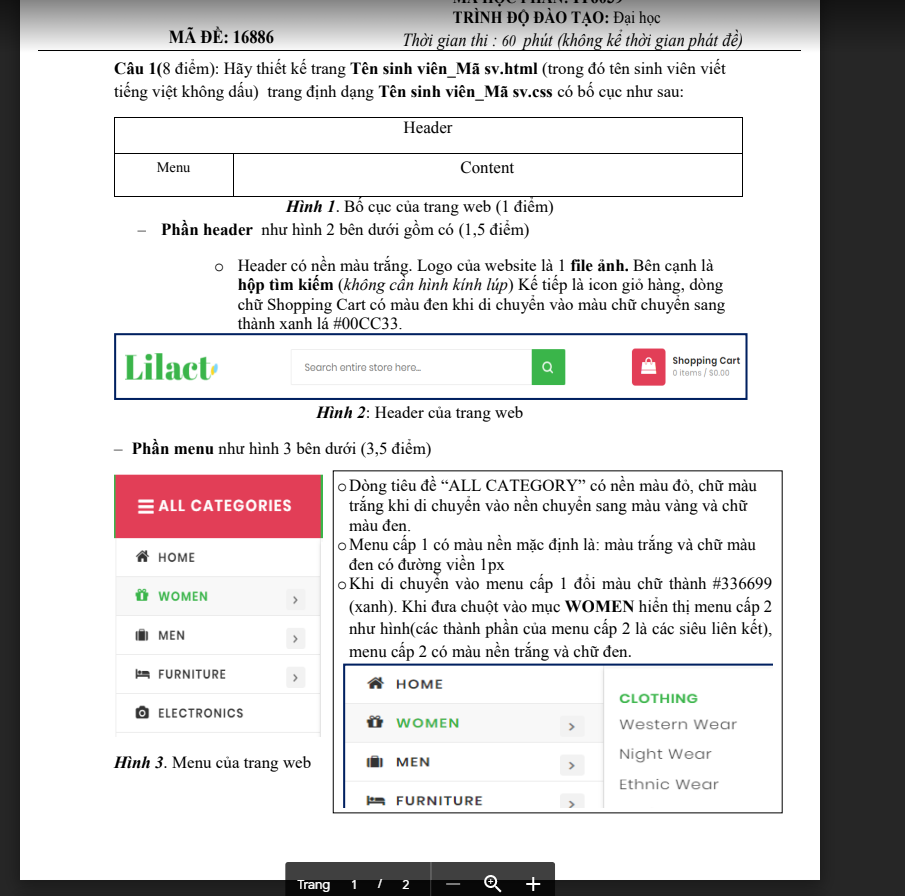 TRÌNH ĐỘ ĐÀO TẠO: Đại học
MÃ ĐỀ: 16886
Thời gian thi : 60 phút (không kể thời gian phát đề)
Câu 1(8 điểm): Hãy thiết kế trang Tên sinh viên_Mã sv.html (trong đó tên sinh viên viết
tiếng việt không dấu) trang định dạng Tên sinh viên_Mã sv.css có bố cục như sau:
Header
Menu
Content
Hình 1. Bố cục của trang web (1 điểm)
– Phần header như hình 2 bên dưới gồm có (1,5 điểm)
o Header có nền màu trắng. Logo của website là 1 file ảnh. Bên cạnh là
hộp tìm kiếm (không cần hình kính lúp) Kế tiếp là icon giỏ hàng, dòng
chữ Shopping Cart có màu đen khi di chuyển vào màu chữ chuyển sang
thành xanh lá #00CC33.
Lilact
Search entire store here...
Shopping Cart
0 items / $0.00
Hình 2: Header của trang web
– Phần menu như hình 3 bên dưới (3,5 điểm)
ALL CATEGORIES
HOME
WOMEN >
MEN >
FURNITURE >
ELECTRONICS
Hình 3. Menu của trang web
o Dòng tiêu đề “ALL CATEGORY” có nền màu đỏ, chữ màu
trắng khi di chuyển vào nền chuyển sang màu vàng và chữ
màu đen.
o Menu cấp 1 có màu nền mặc định là: màu trắng và chữ màu
đen có đường viền 1px
o Khi di chuyển vào menu cấp 1 đổi màu chữ thành #336699
(xanh). Khi đưa chuột vào mục WOMEN hiển thị menu cấp 2
như hình(các thành phần của menu cấp 2 là các siêu liên kết),
menu cấp 2 có màu nền trắng và chữ đen.
HOME
WOMEN >
MEN >
FURNITURE >
CLOTHING
Western Wear
Night Wear
Ethnic Wear
Trang 1 / 2